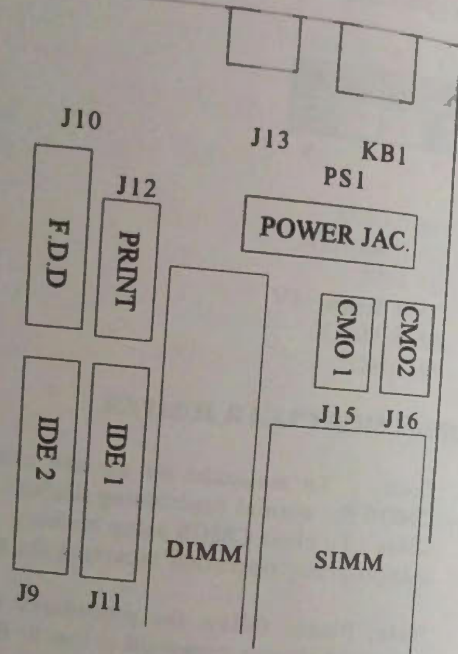 J10
J13
KB1
J12
PS1
F.D.D
PRINT
POWER JAC.
CMO 1
CMO2
J15
J16
IDE 2
IDE 1
DIMM
SIMM
J9
J11